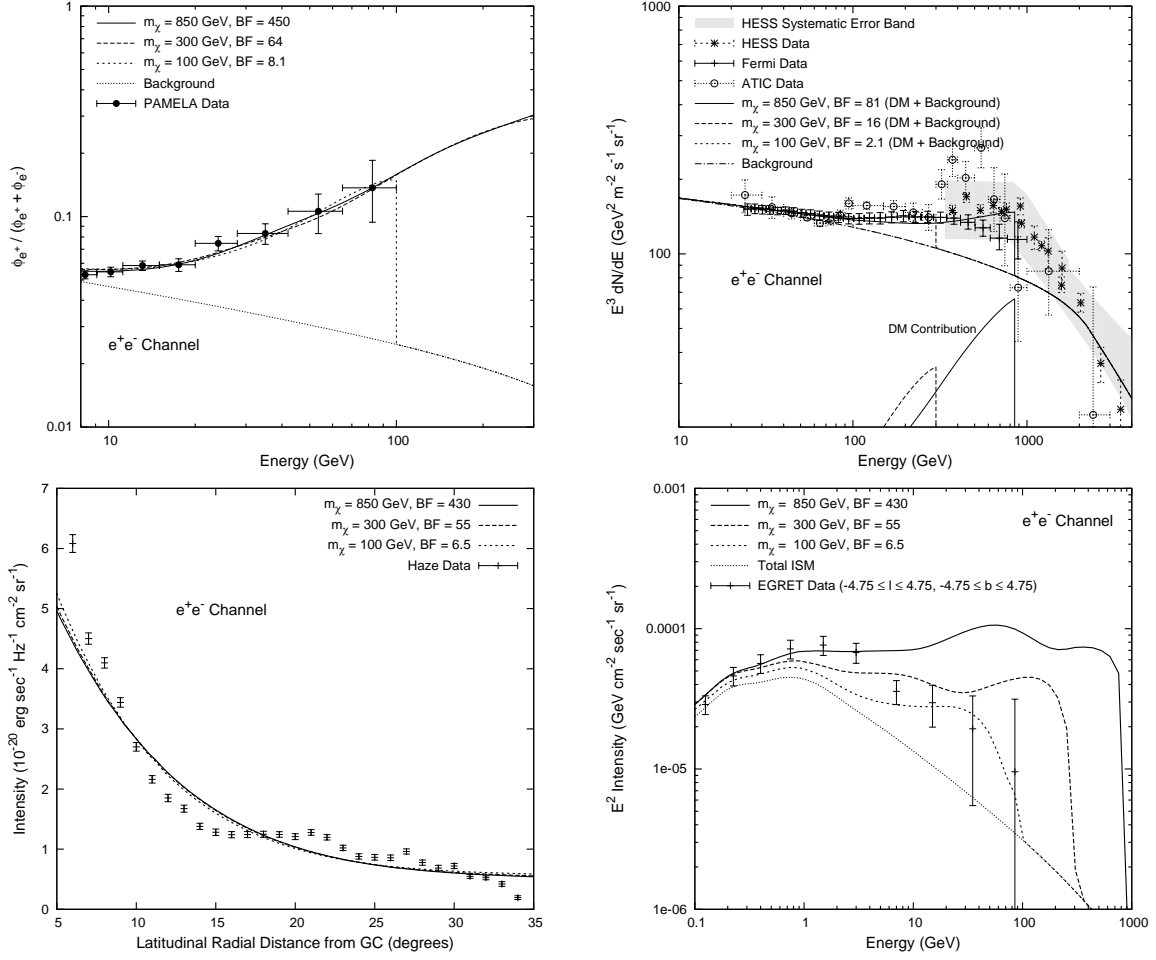 m_χ = 850 GeV, BF = 450
m_χ = 300 GeV, BF = 64
m_χ = 100 GeV, BF = 8.1
Background
PAMELA Data
1
0.1
0.01
ϕ_e+ / (ϕ_e+ + ϕ_e-)
e+e- Channel
10
100
Energy (GeV)
HESS Systematic Error Band
HESS Data
Fermi Data
ATIC Data
m_χ = 850 GeV, BF = 81 (DM + Background)
m_χ = 300 GeV, BF = 16 (DM + Background)
m_χ = 100 GeV, BF = 2.1 (DM + Background)
Background
1000
100
E^3 dN/dE (GeV^2 m^-2 s^-1 sr^-1)
e+e- Channel
DM Contribution
10
100
1000
Energy (GeV)
m_χ = 850 GeV, BF = 430
m_χ = 300 GeV, BF = 55
m_χ = 100 GeV, BF = 6.5
Haze Data
7
6
5
4
3
2
1
0
Intensity (10^-20 erg sec^-1 Hz^-1 cm^-2 sr^-1)
e+e- Channel
5
10
15
20
25
30
35
Latitudinal Radial Distance from GC (degrees)
m_χ = 850 GeV, BF = 430
m_χ = 300 GeV, BF = 55
m_χ = 100 GeV, BF = 6.5
Total ISM
EGRET Data (-4.75 ≤ l ≤ 4.75, -4.75 ≤ b ≤ 4.75)
e+e- Channel
0.001
0.0001
1e-05
1e-06
E^2 Intensity (GeV cm^-2 sec^-1 sr^-1)
0.1
1
10
100
1000
Energy (GeV)